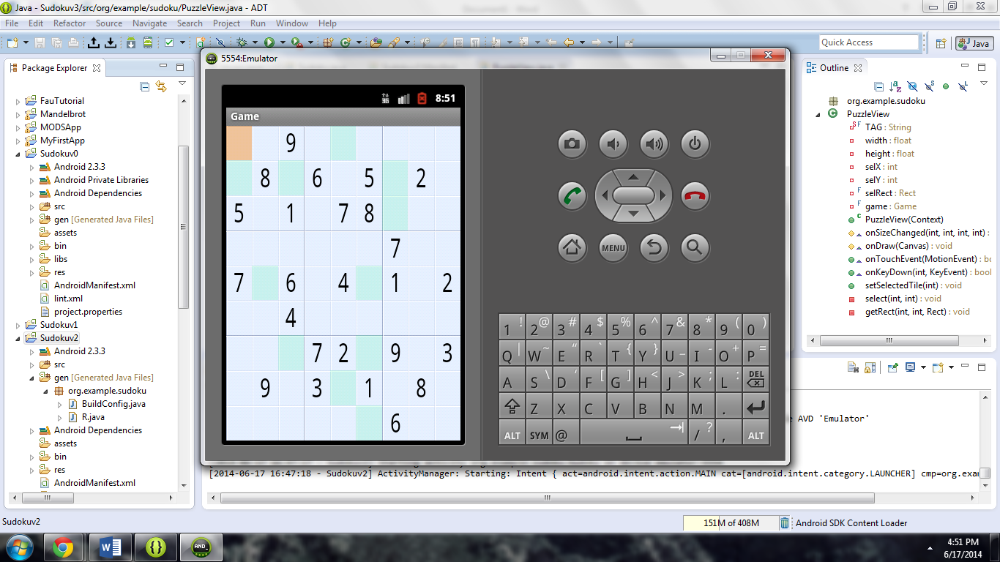 Java - Sudokuv3/src/org/example/sudoku/PuzzleView.java - ADT
File Edit Refactor Source Navigate Search Project Run Window Help
Quick Access
Java
Package Explorer
FauTutorial
Mandelbrot
MODSApp
MyFirstApp
Sudokuv0
Android 2.3.3
Android Private Libraries
Android Dependencies
src
gen [Generated Java Files]
assets
bin
libs
res
AndroidManifest.xml
lint.xml
project.properties
Sudokuv1
Sudokuv2
Android 2.3.3
src
gen [Generated Java Files]
org.example.sudoku
BuildConfig.java
R.java
Android Dependencies
assets
bin
res
AndroidManifest.xml
5554:Emulator
3G 8:51
Game
9
8 6 5 2
5 1 7 8
7
7 6 4 1 2
4
7 2 9 3
9 3 1 8
6
MENU
1 ! 2 @ 3 # 4 $ 5 % 6 ^ 7 & 8 * 9 ( 0 )
Q | W ~ E " R ` T { Y } U _ I - O + P =
A S \ D ' F [ G ] H < J > K ; L : DEL
Z X C V B N M .
ALT SYM @ / ? , ALT
Outline
org.example.sudoku
PuzzleView
TAG : String
width : float
height : float
selX : int
selY : int
selRect : Rect
game : Game
PuzzleView(Context)
onSizeChanged(int, int, int, int) :
onDraw(Canvas) : void
onTouchEvent(MotionEvent) : bo
onKeyDown(int, KeyEvent) : bool
setSelectedTile(int) : void
select(int, int) : void
getRect(int, int, Rect) : void
e AVD 'Emulator'
[2014-06-17 16:47:18 - Sudokuv2] ActivityManager: Starting: Intent { act=android.intent.action.MAIN cat=[android.intent.category.LAUNCHER] cmp=org.exa
Sudokuv2
151M of 408M
Android SDK Content Loader
4:51 PM
6/17/2014